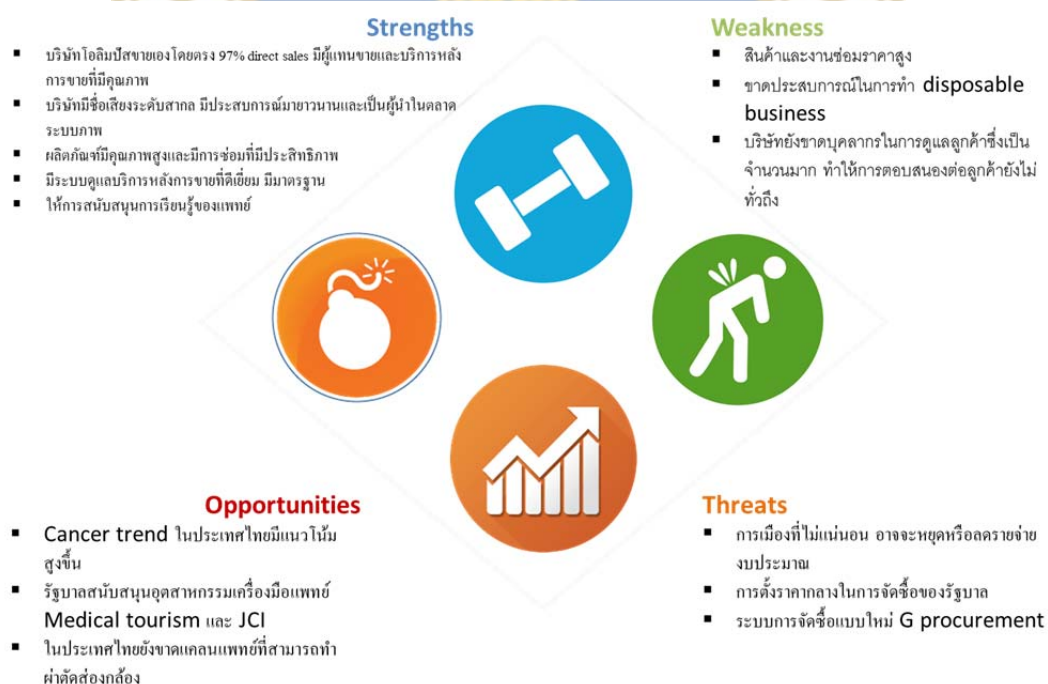 Strengths
▪ บริษัทโอลิมปัสขายเองโดยตรง 97% direct sales มีผู้แทนขายและบริการหลัง
การขายที่มีคุณภาพ
▪ บริษัทมีชื่อเสียงระดับสากล มีประสบการณ์มายาวนานและเป็นผู้นำในตลาด
ระบบภาพ
▪ ผลิตภัณฑ์มีคุณภาพสูงและมีการซ่อมที่มีประสิทธิภาพ
▪ มีระบบดูแลบริการหลังการขายที่ดีเยี่ยม มีมาตรฐาน
▪ ให้การสนับสนุนการเรียนรู้ของแพทย์
Weakness
▪ สินค้าและงานซ่อมราคาสูง
▪ ขาดประสบการณ์ในการทำ disposable
business
▪ บริษัทยังขาดบุคลากรในการดูแลลูกค้าซึ่งเป็น
จำนวนมาก ทำให้การตอบสนองต่อลูกค้ายังไม่
ทั่วถึง
Opportunities
▪ Cancer trend ในประเทศไทยมีแนวโน้ม
สูงขึ้น
▪ รัฐบาลสนับสนุนอุตสาหกรรมเครื่องมือแพทย์
Medical tourism และ JCI
▪ ในประเทศไทยยังขาดแคลนแพทย์ที่สามารถทำ
ผ่าตัดส่องกล้อง
Threats
▪ การเมืองที่ไม่แน่นอน อาจจะหยุดหรือลดรายจ่าย
งบประมาณ
▪ การตั้งราคากลางในการจัดซื้อของรัฐบาล
▪ ระบบการจัดซื้อแบบใหม่ G procurement